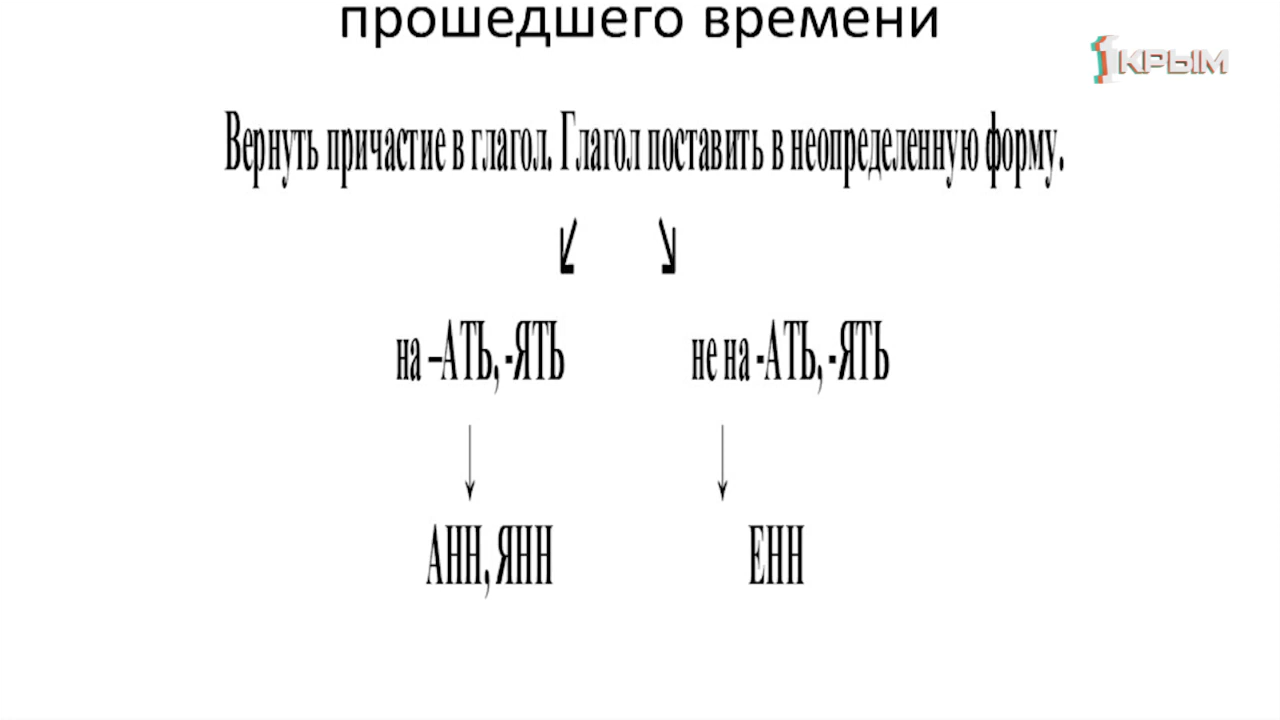 прошедшего времени
1КРЫМ
Вернуть причастие в глагол. Глагол поставить в неопределенную форму.
на –АТЬ, -ЯТЬ
не на -АТЬ, -ЯТЬ
АНН, ЯНН
ЕНН